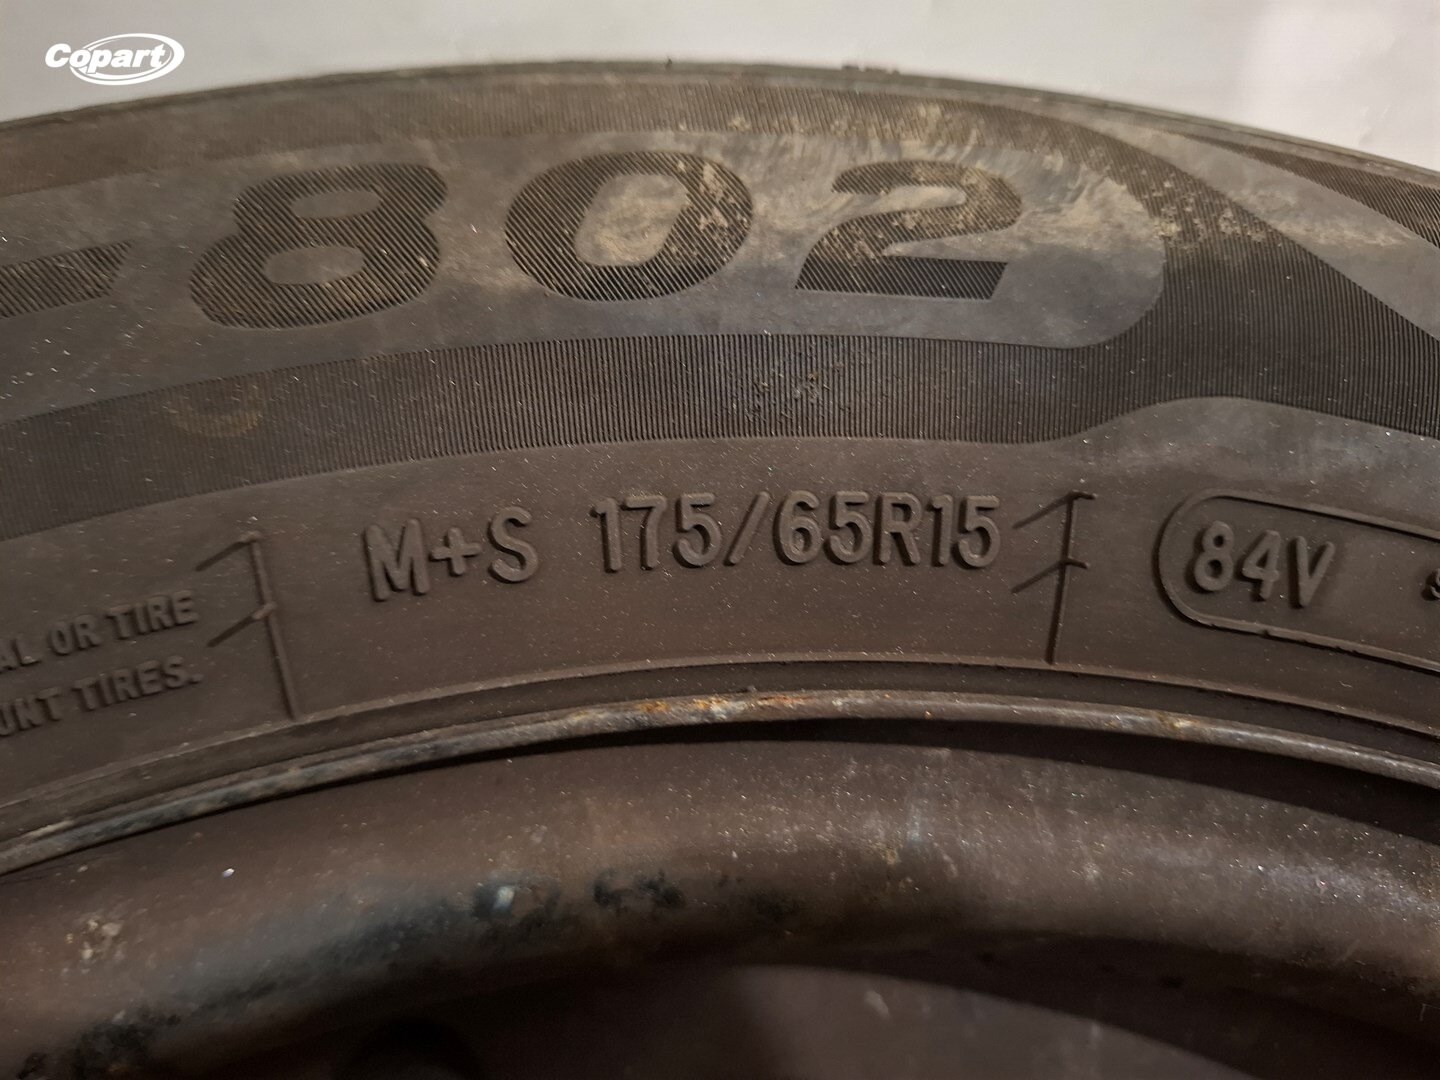 Copart
-802
M+S 175/65R15
84V
AL OR TIRE
UNT TIRES.